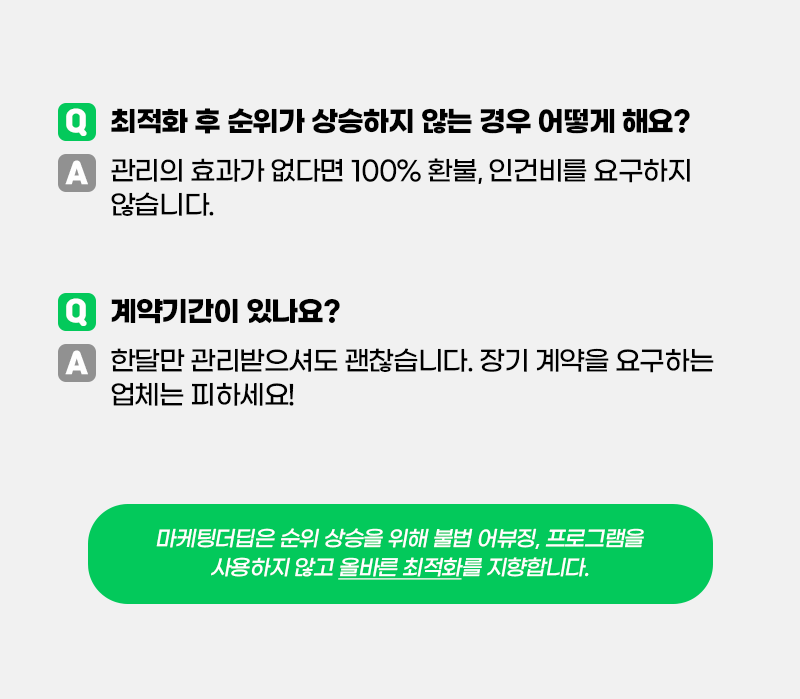 Q 최적화 후 순위가 상승하지 않는 경우 어떻게 해요?
A 관리의 효과가 없다면 100% 환불, 인건비를 요구하지
않습니다.
Q 계약기간이 있나요?
A 한달만 관리받으셔도 괜찮습니다. 장기 계약을 요구하는
업체는 피하세요!
마케팅더딥은 순위 상승을 위해 불법 어뷰징, 프로그램을
사용하지 않고 올바른 최적화를 지향합니다.